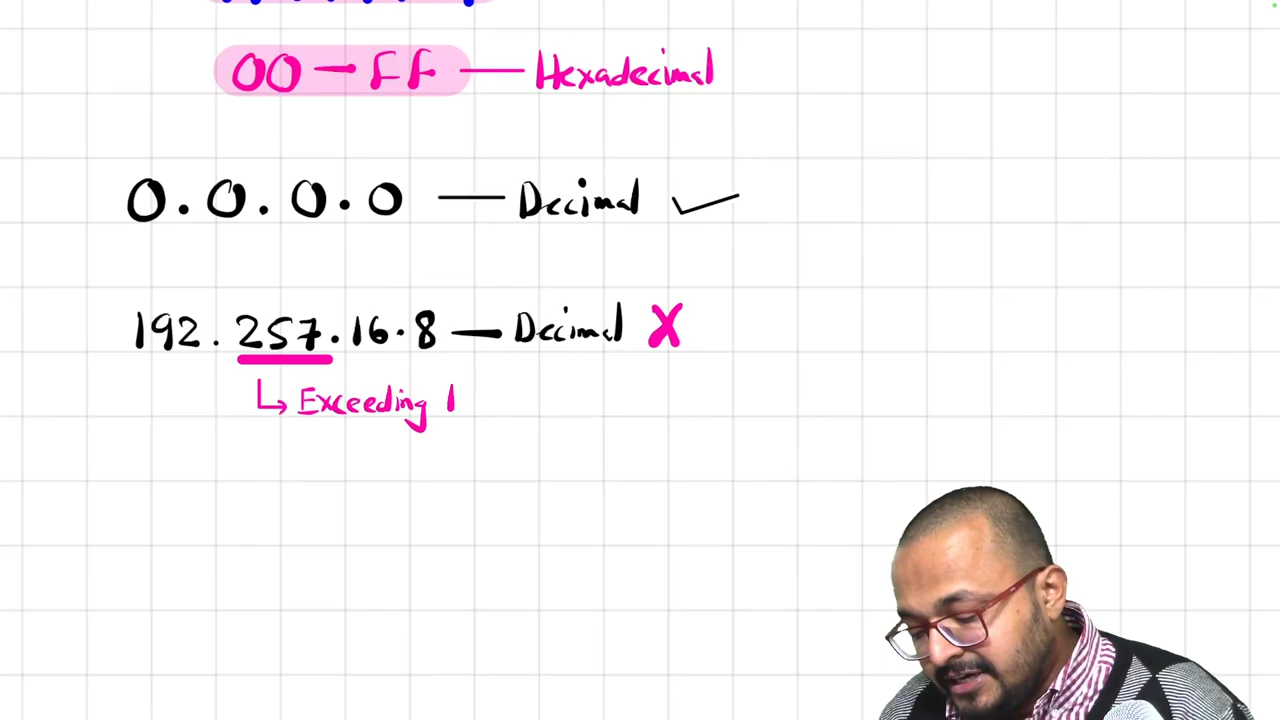 00 — FF — Hexadecimal
0.0.0.0 — Decimal ✓
192.257.16.8 — Decimal X
↳ Exceeding